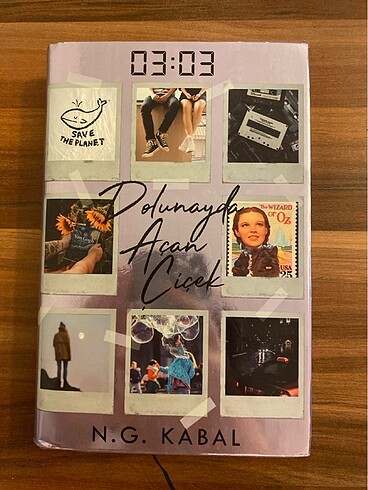 03:03
SAVE
THE PLANET
Dolunayda
Açan
Çiçek
The WIZARD
OF OZ
USA
25
N.G. KABAL